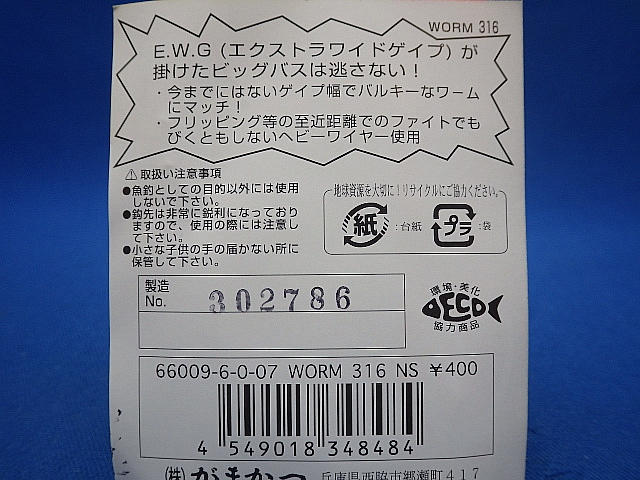 WORM 316
E.W.G (エクストラワイドゲイプ) が
掛けたビッグバスは逃さない!
・今までにはないゲイプ幅でバルキーなワーム
にマッチ!
・フリッピング等の至近距離でのファイトでも
びくともしないヘビーワイヤー使用
⚠取扱い注意事項
●魚釣としての目的以外には使用
しないで下さい。
●鈎先は非常に鋭利になっており
ますので、使用の際には注意し
て下さい。
●小さな子供の手の届かない所に
保管して下さい。
地球資源を大切に!リサイクルにご協力ください。
紙 :台紙 プラ :袋
製造
No. 302786
環境・美化
ECO
協力商品
66009-6-0-07 WORM 316 NS ¥400
4 549018 348484
(株)がまかつ 兵庫県西脇市郷瀬町417